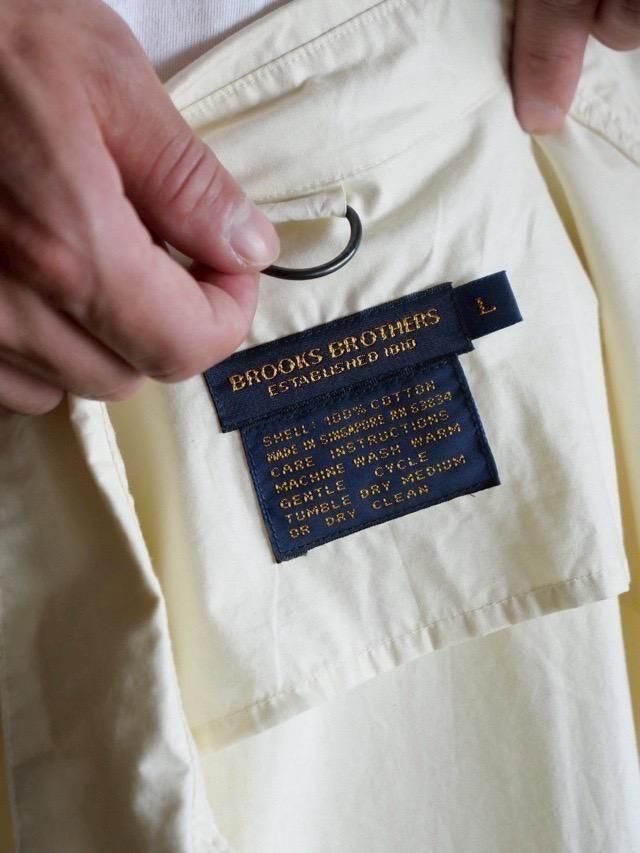 BROOKS BROTHERS
ESTABLISHED 1818
L
SHELL: 100% COTTON
MADE IN SINGAPORE RN 63834
CARE INSTRUCTIONS
MACHINE WASH WARM
GENTLE CYCLE
TUMBLE DRY MEDIUM
OR DRY CLEAN